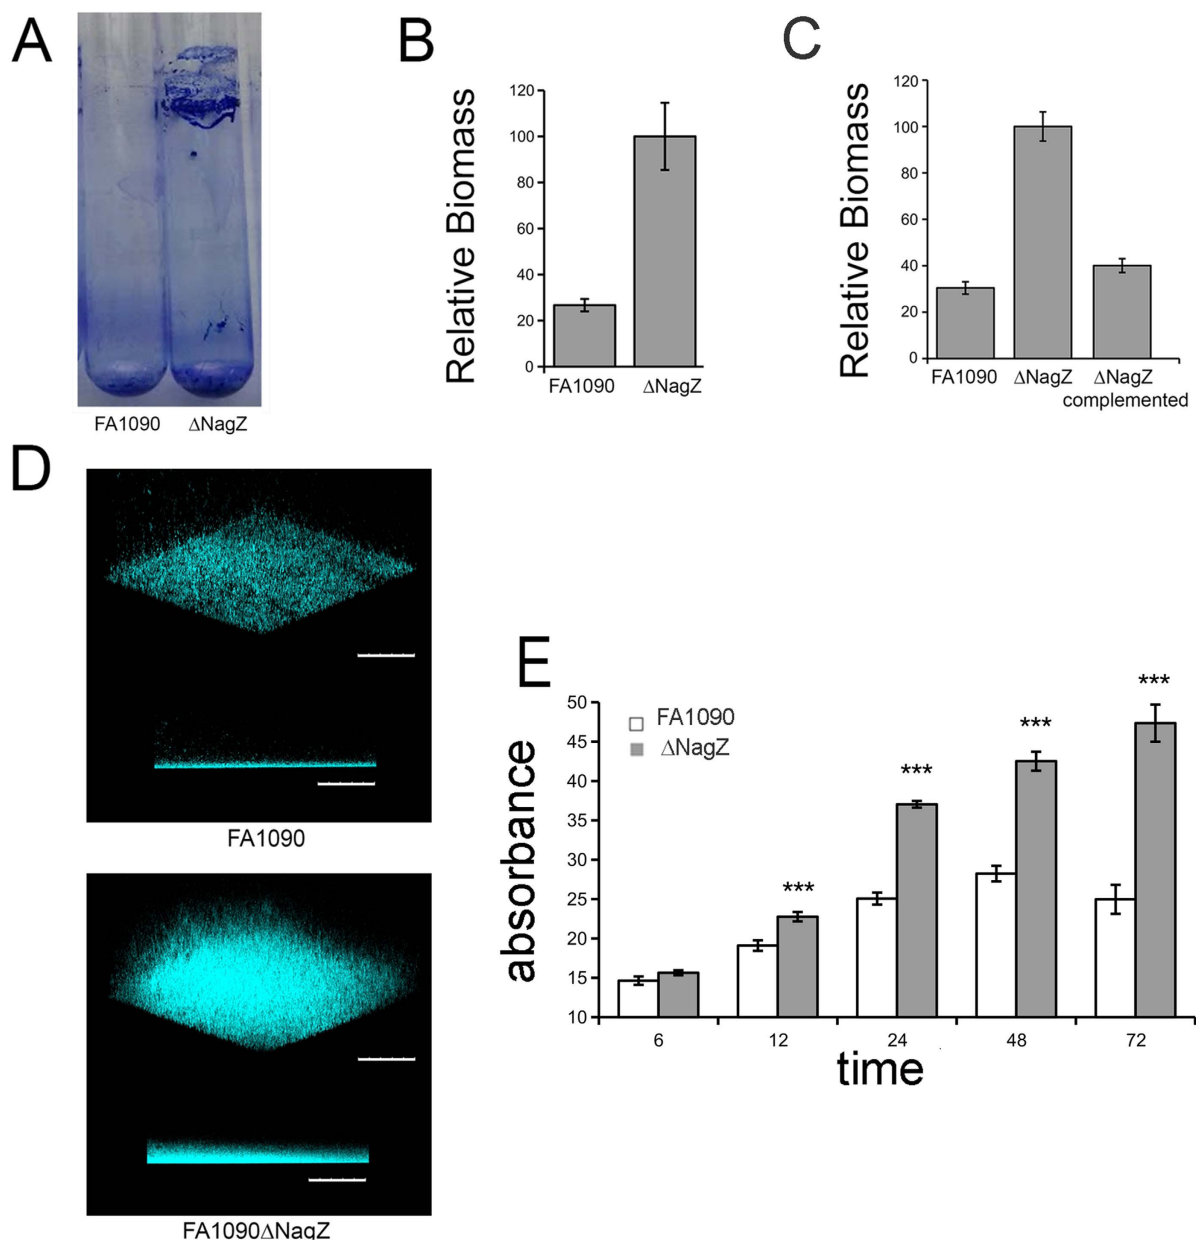 A
FA1090 ΔNagZ
B
Relative Biomass
120
100
80
60
40
20
0
FA1090 ΔNagZ
C
Relative Biomass
120
100
80
60
40
20
0
FA1090 ΔNagZ ΔNagZ
complemented
D
FA1090
FA1090ΔNagZ
E
absorbance
50
45
40
35
30
25
20
15
10
FA1090
ΔNagZ
***
***
***
***
6 12 24 48 72
time